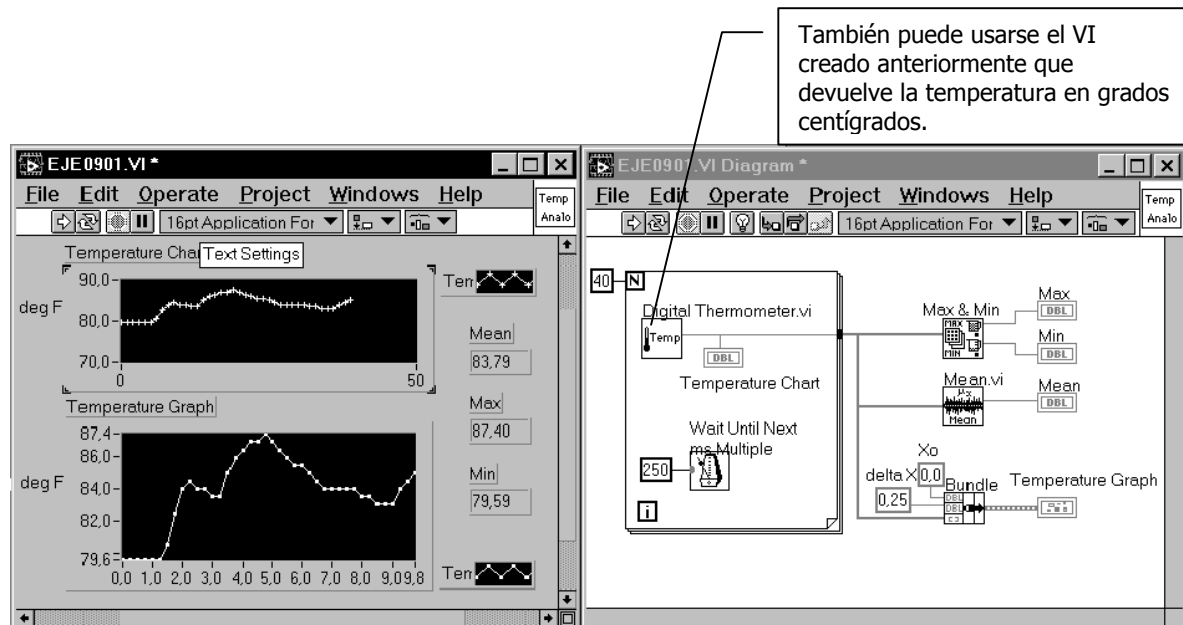 También puede usarse el VI
creado anteriormente que
devuelve la temperatura en grados
centígrados.
EJE0901.VI *
File Edit Operate Project Windows Help
Temp
Analo
16pt Application For
Temperature Char
Text Settings
deg F
90,0
80,0
70,0
0
50
Tem
Mean
83,79
Max
87,40
Min
79,59
Temperature Graph
deg F
87,4
86,0
84,0
82,0
79,6
0,0 1,0 2,0 3,0 4,0 5,0 6,0 7,0 8,0 9,0 9,8
Tem
EJE0901.VI Diagram *
File Edit Operate Project Windows Help
Temp
Analo
16pt Application For
40
N
Digital Thermometer.vi
Temp
DBL
Temperature Chart
Wait Until Next
ms Multiple
250
i
Max & Min
MAX
MIN
Max
DBL
Min
DBL
Mean.vi
μx
Mean
Mean
DBL
Xo
0,0
delta X
0,25
Bundle
DBL
DBL
Temperature Graph